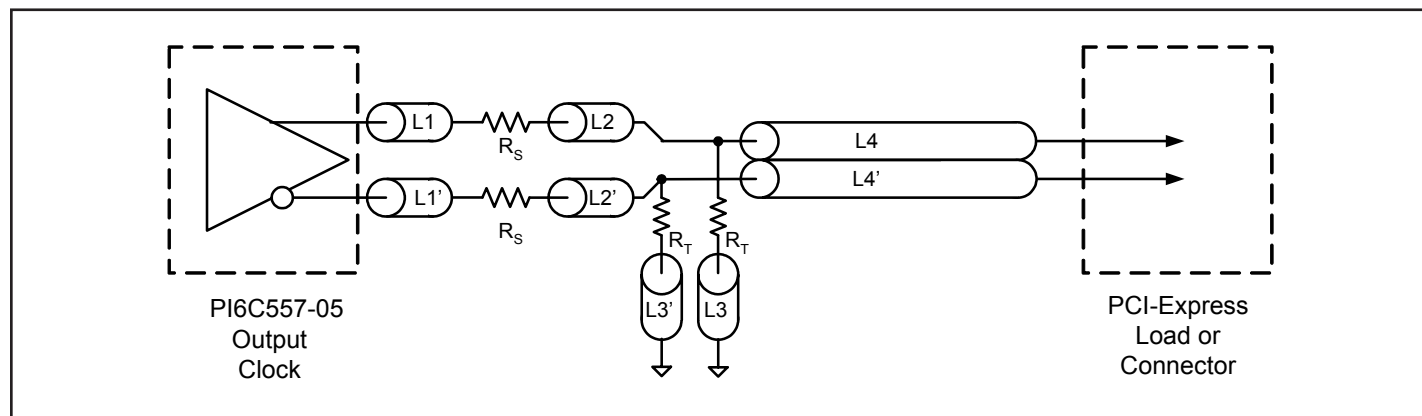 L1
L2
L4
R_S
L1’
L2’
L4’
R_S
R_T
R_T
L3’
L3
PI6C557-05
Output
Clock
PCI-Express
Load or
Connector